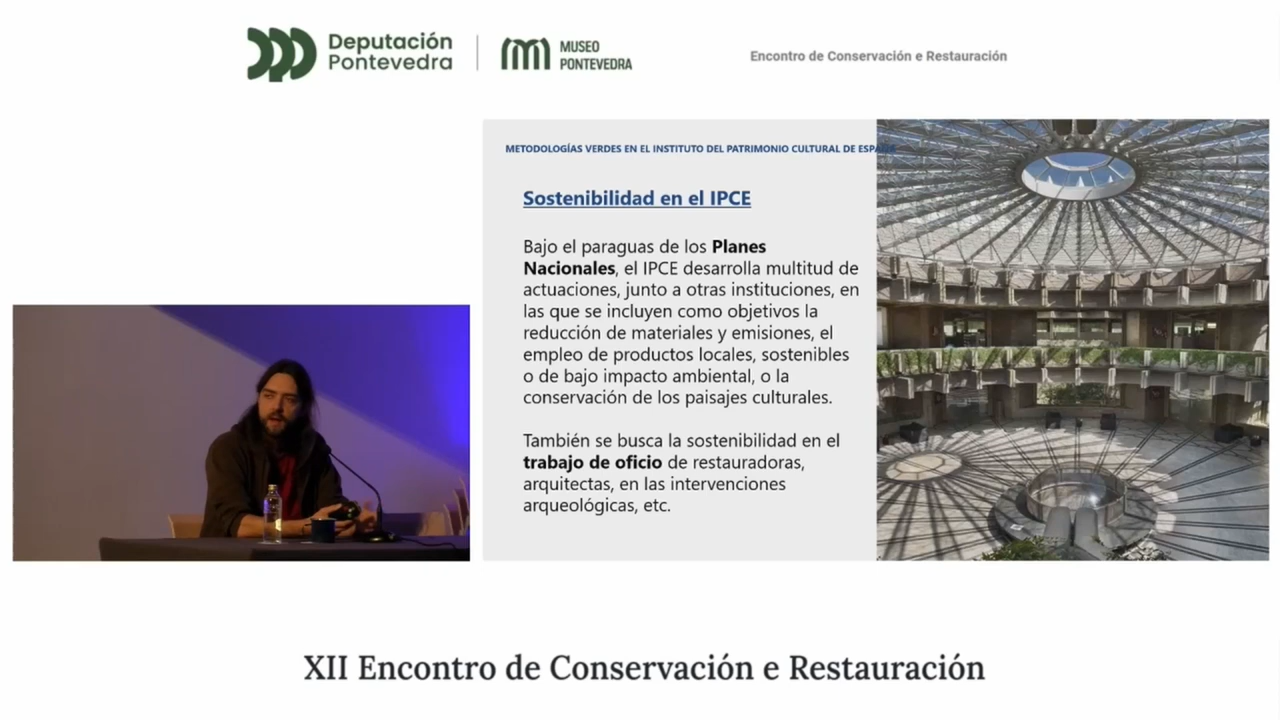 Deputación
Pontevedra
MUSEO
PONTEVEDRA
Encontro de Conservación e Restauración
METODOLOGÍAS VERDES EN EL INSTITUTO DEL PATRIMONIO CULTURAL DE ESPAÑA
Sostenibilidad en el IPCE
Bajo el paraguas de los Planes
Nacionales, el IPCE desarrolla multitud de
actuaciones, junto a otras instituciones, en
las que se incluyen como objetivos la
reducción de materiales y emisiones, el
empleo de productos locales, sostenibles
o de bajo impacto ambiental, o la
conservación de los paisajes culturales.
También se busca la sostenibilidad en el
trabajo de oficio de restauradoras,
arquitectas, en las intervenciones
arqueológicas, etc.
XII Encontro de Conservación e Restauración